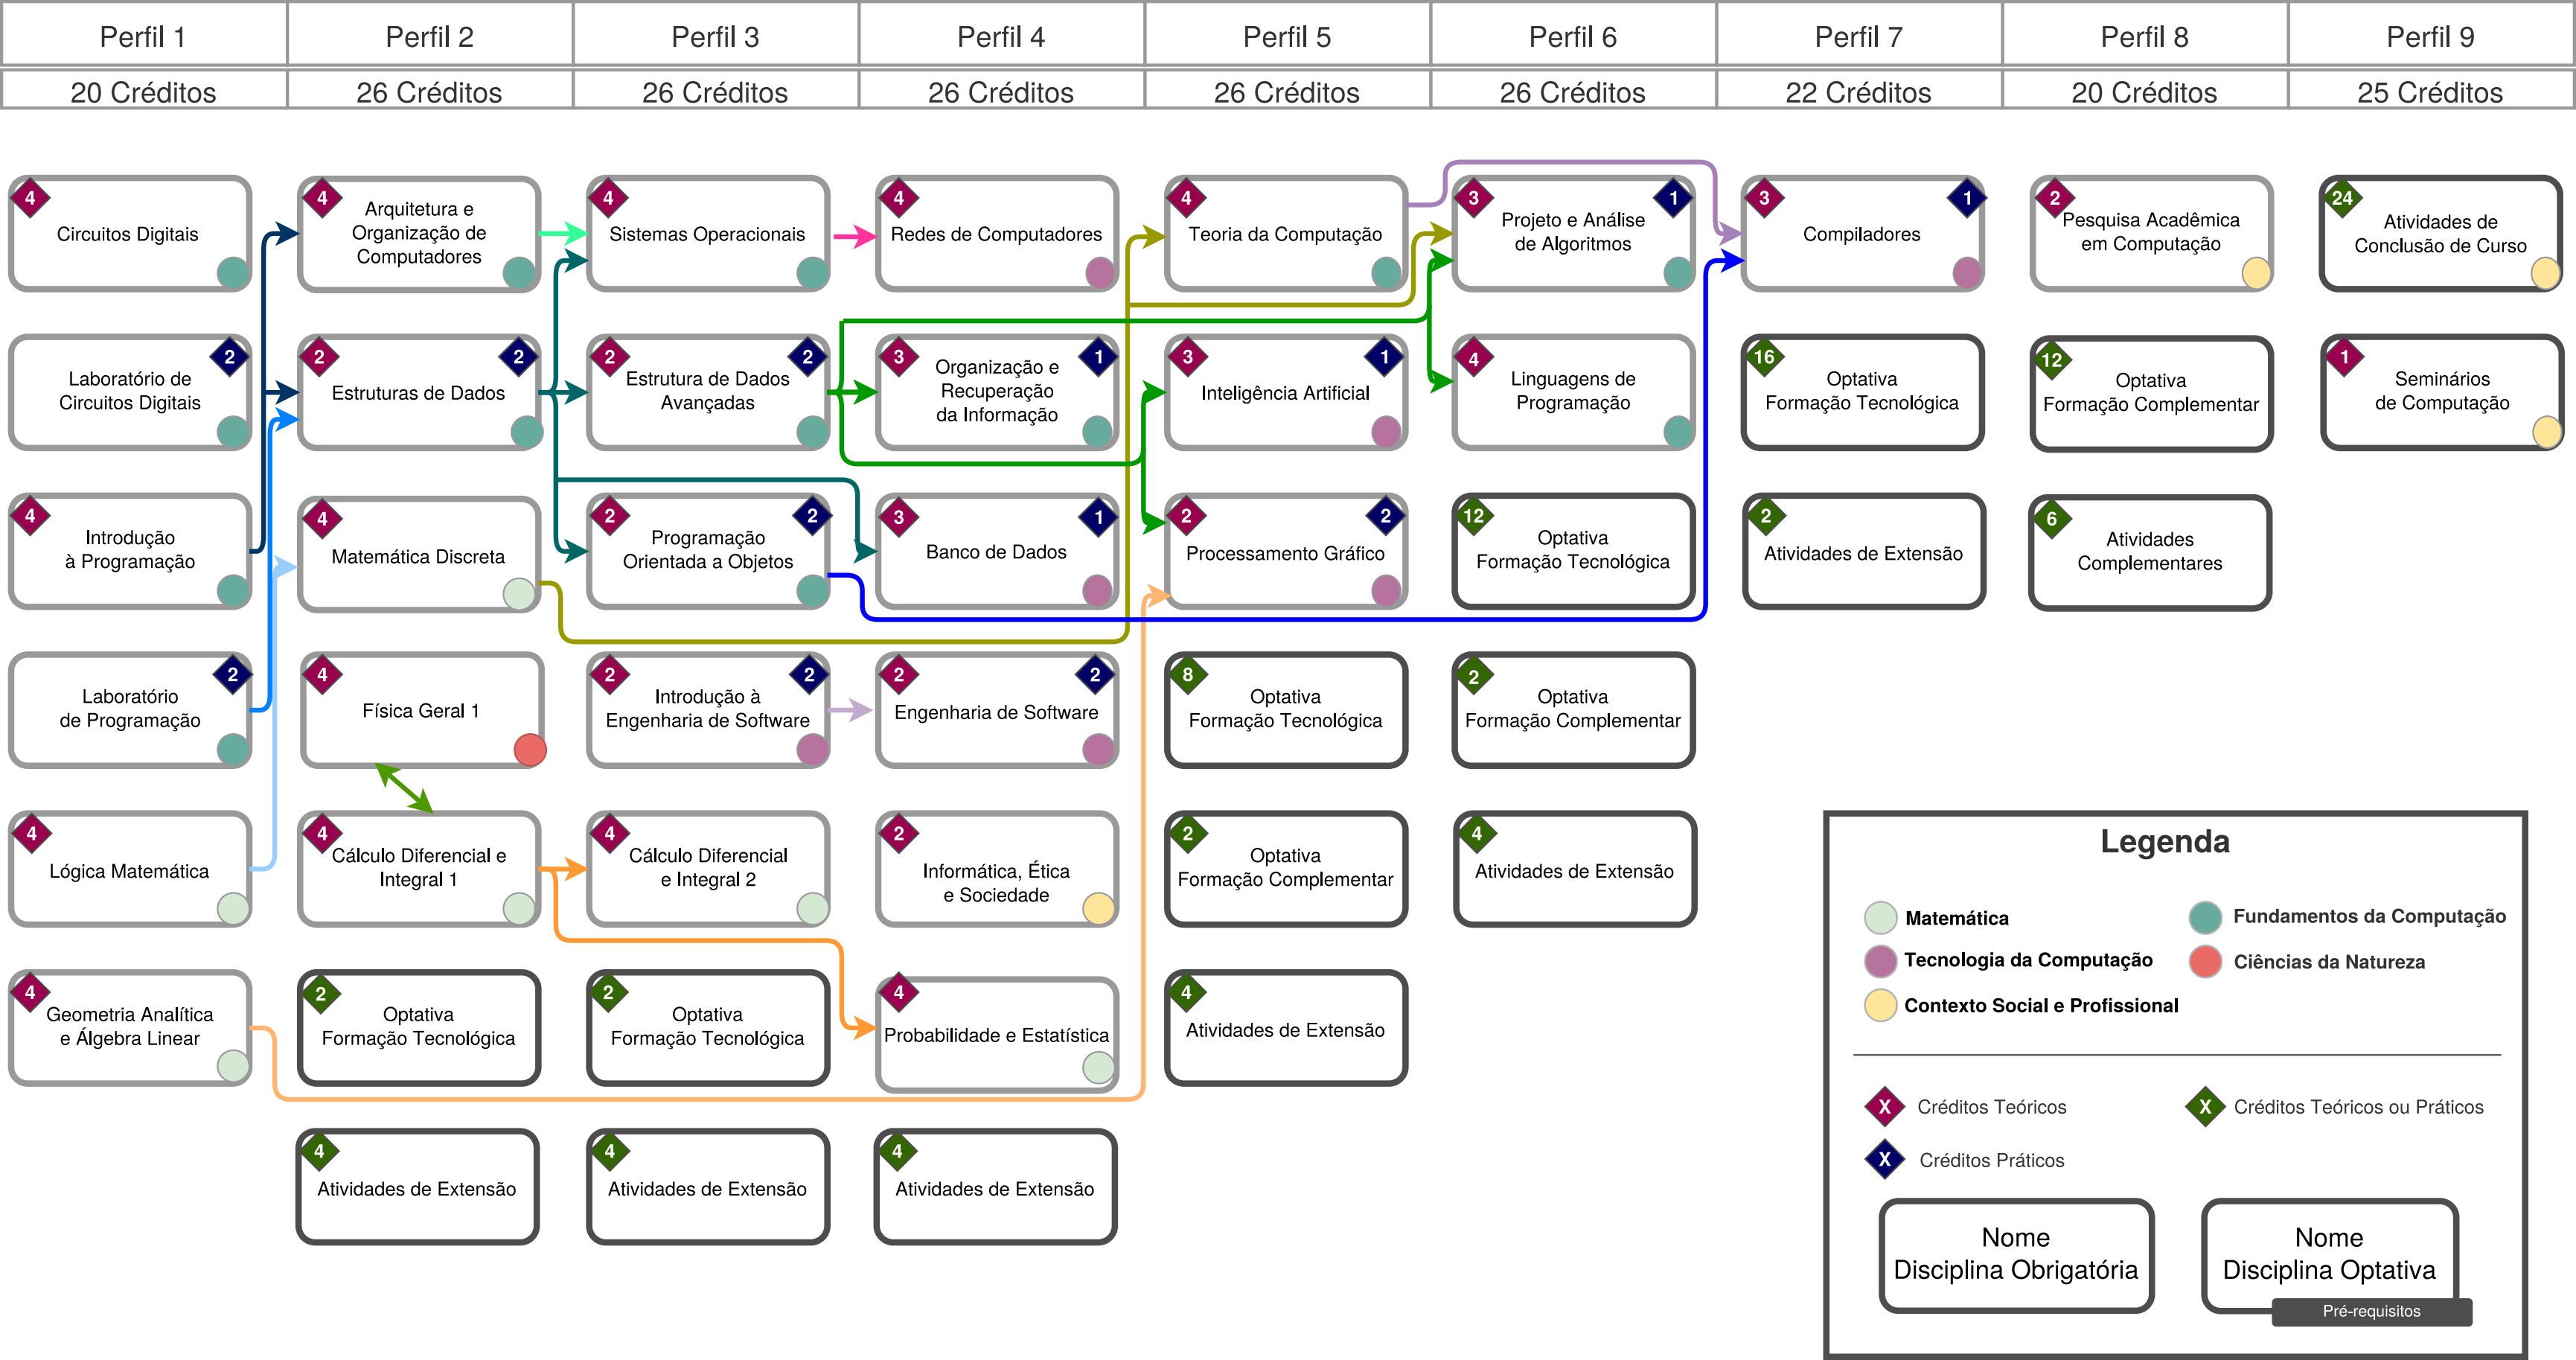 Perfil 1
Perfil 2
Perfil 3
Perfil 4
Perfil 5
Perfil 6
Perfil 7
Perfil 8
Perfil 9
20 Créditos
26 Créditos
26 Créditos
26 Créditos
26 Créditos
26 Créditos
22 Créditos
20 Créditos
25 Créditos
4
Circuitos Digitais
4
Arquitetura e
Organização de
Computadores
4
Sistemas Operacionais
4
Redes de Computadores
4
Teoria da Computação
3
1
Projeto e Análise
de Algoritmos
3
1
Compiladores
2
Pesquisa Acadêmica
em Computação
24
Atividades de
Conclusão de Curso
2
Laboratório de
Circuitos Digitais
2
2
Estruturas de Dados
2
2
Estrutura de Dados
Avançadas
3
1
Organização e
Recuperação
da Informação
3
1
Inteligência Artificial
4
Linguagens de
Programação
16
Optativa
Formação Tecnológica
12
Optativa
Formação Complementar
1
Seminários
de Computação
4
Introdução
à Programação
4
Matemática Discreta
2
2
Programação
Orientada a Objetos
3
1
Banco de Dados
2
2
Processamento Gráfico
12
Optativa
Formação Tecnológica
2
Atividades de Extensão
6
Atividades
Complementares
2
Laboratório
de Programação
4
Física Geral 1
2
2
Introdução à
Engenharia de Software
2
2
Engenharia de Software
8
Optativa
Formação Tecnológica
2
Optativa
Formação Complementar
4
Lógica Matemática
4
Cálculo Diferencial e
Integral 1
4
Cálculo Diferencial
e Integral 2
2
Informática, Ética
e Sociedade
2
Optativa
Formação Complementar
4
Atividades de Extensão
4
Geometria Analítica
e Álgebra Linear
2
Optativa
Formação Tecnológica
2
Optativa
Formação Tecnológica
4
Probabilidade e Estatística
4
Atividades de Extensão
4
Atividades de Extensão
4
Atividades de Extensão
4
Atividades de Extensão
Legenda
Matemática
Fundamentos da Computação
Tecnologia da Computação
Ciências da Natureza
Contexto Social e Profissional
X
Créditos Teóricos
X
Créditos Teóricos ou Práticos
X
Créditos Práticos
Nome
Disciplina Obrigatória
Nome
Disciplina Optativa
Pré-requisitos